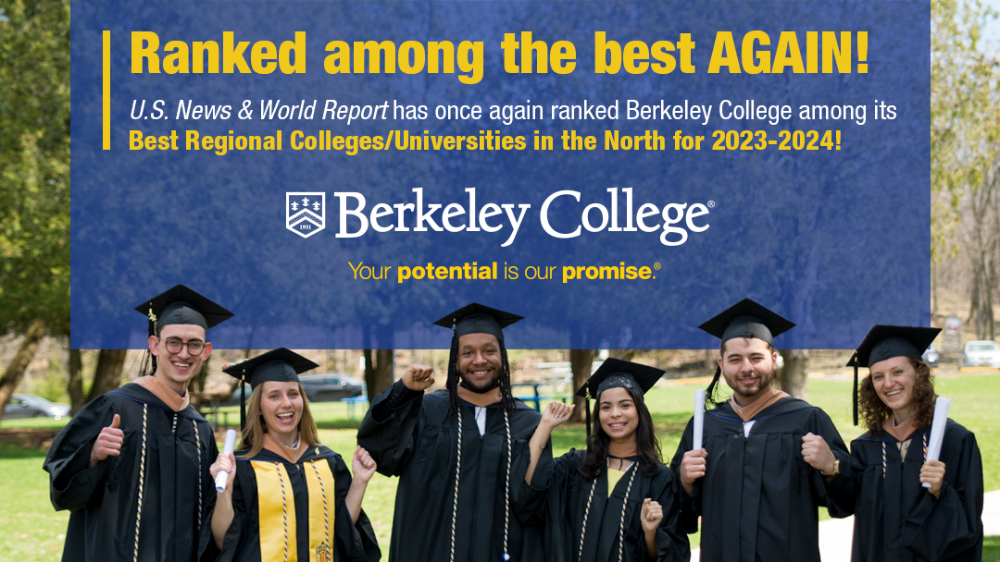 Ranked among the best AGAIN!
U.S. News & World Report has once again ranked Berkeley College among its
Best Regional Colleges/Universities in the North for 2023-2024!
1931
Berkeley College®
Your potential is our promise.®